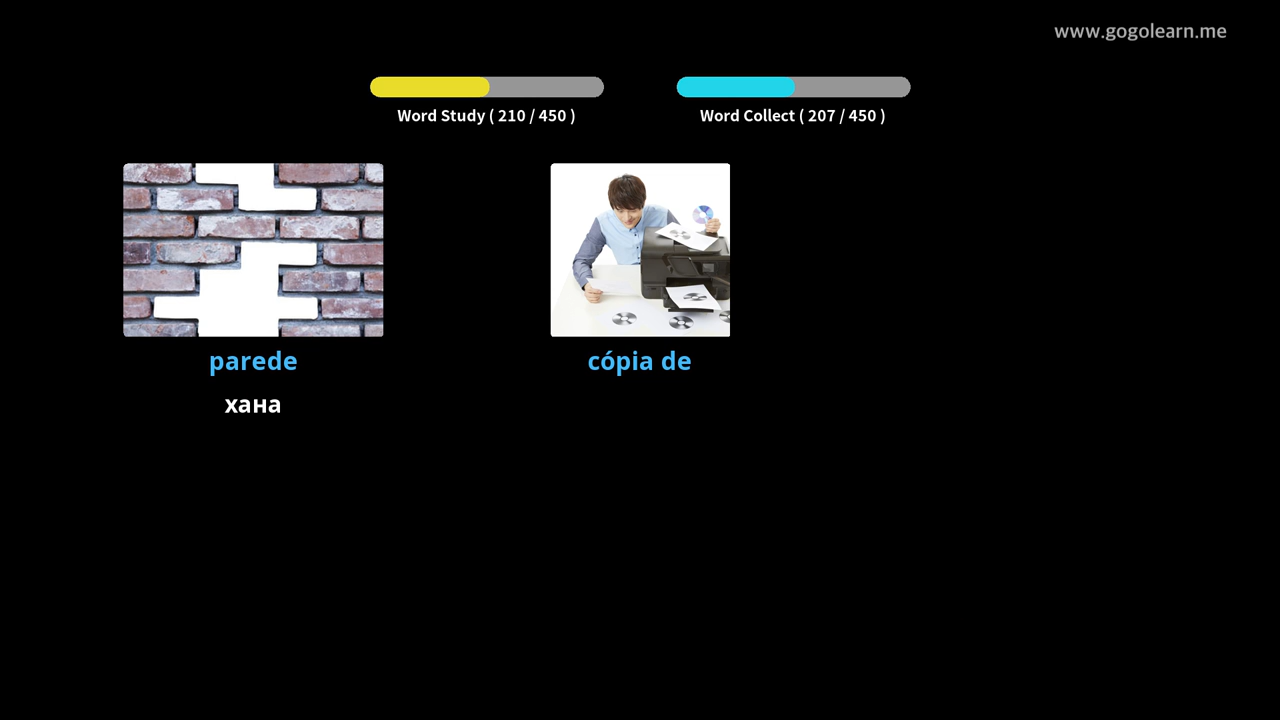 www.gogolearn.me
Word Study ( 210 / 450 )
Word Collect ( 207 / 450 )
parede
cópia de
хана